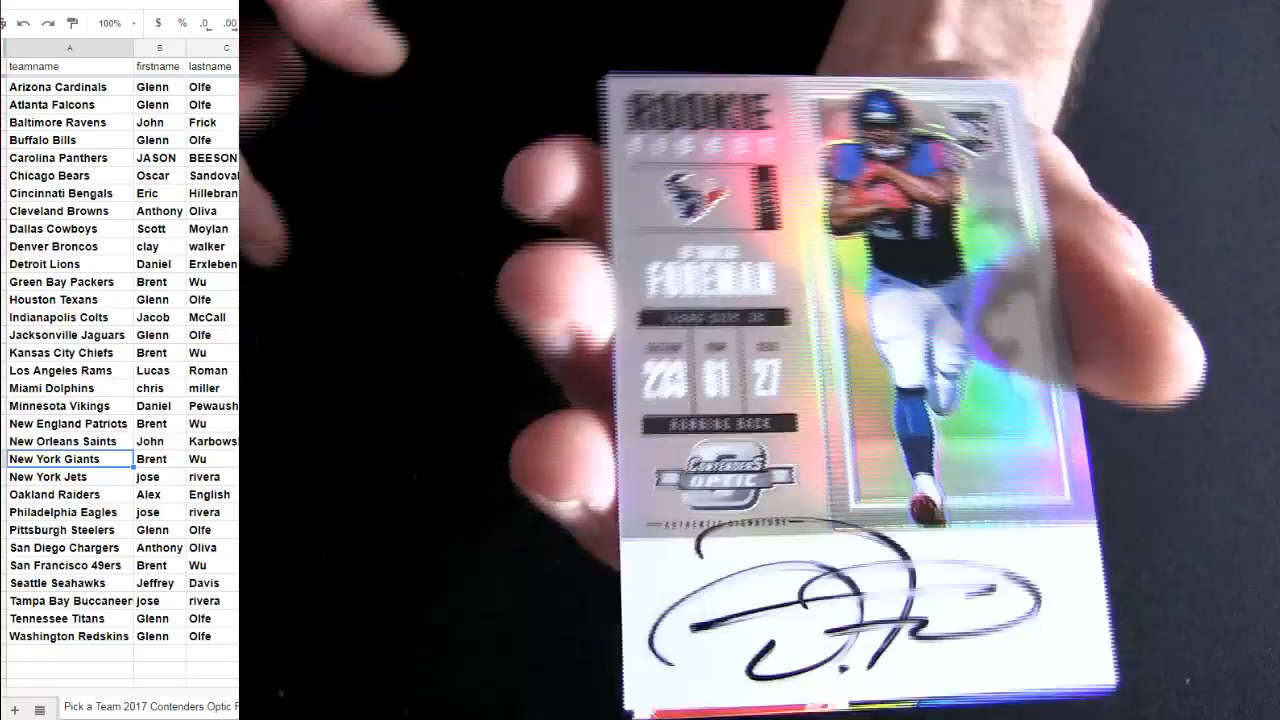 100%
$
%
.0
.00
A
B
C
teamname firstname lastname
Arizona Cardinals Glenn Olfe
Atlanta Falcons Glenn Olfe
Baltimore Ravens John Frick
Buffalo Bills Glenn Olfe
Carolina Panthers JASON BEESON
Chicago Bears Oscar Sandova
Cincinnati Bengals Eric Hillebran
Cleveland Browns Anthony Oliva
Dallas Cowboys Scott Moylan
Denver Broncos clay walker
Detroit Lions Daniel Erxleben
Green Bay Packers Brent Wu
Houston Texans Glenn Olfe
Indianapolis Colts Jacob McCall
Jacksonville Jaguars Glenn Olfe
Kansas City Chiefs Brent Wu
Los Angeles Rams Lucas Roman
Miami Dolphins chris miller
Minnesota Vikings Daniel Pewaush
New England Patriots Brent Wu
New Orleans Saints John Karbows
New York Giants Brent Wu
New York Jets jose rivera
Oakland Raiders Alex English
Philadelphia Eagles jose rivera
Pittsburgh Steelers Glenn Olfe
San Diego Chargers Anthony Oliva
San Francisco 49ers Brent Wu
Seattle Seahawks Jeffrey Davis
Tampa Bay Buccaneer jose rivera
Tennessee Titans Glenn Olfe
Washington Redskins Glenn Olfe
Pick a Team 2017 Contenders Optic F
ROOKIE
TICKET
FOREMAN
233 01 27
RUNNING BACK
CONTENDERS
OPTIC
AUTHENTIC SIGNATURE